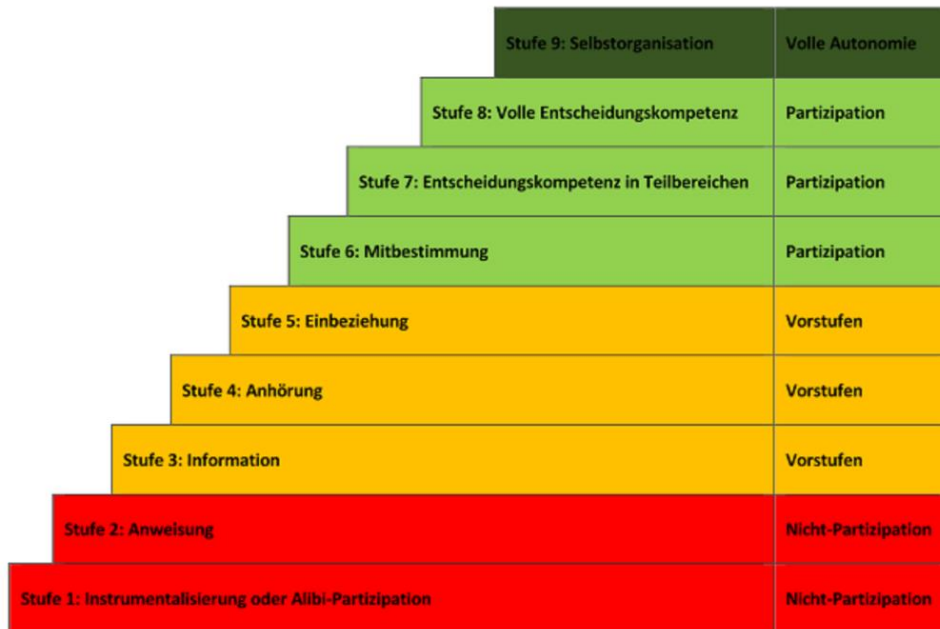 Stufe 9: Selbstorganisation Volle Autonomie
Stufe 8: Volle Entscheidungskompetenz Partizipation
Stufe 7: Entscheidungskompetenz in Teilbereichen Partizipation
Stufe 6: Mitbestimmung Partizipation
Stufe 5: Einbeziehung Vorstufen
Stufe 4: Anhörung Vorstufen
Stufe 3: Information Vorstufen
Stufe 2: Anweisung Nicht-Partizipation
Stufe 1: Instrumentalisierung oder Alibi-Partizipation Nicht-Partizipation